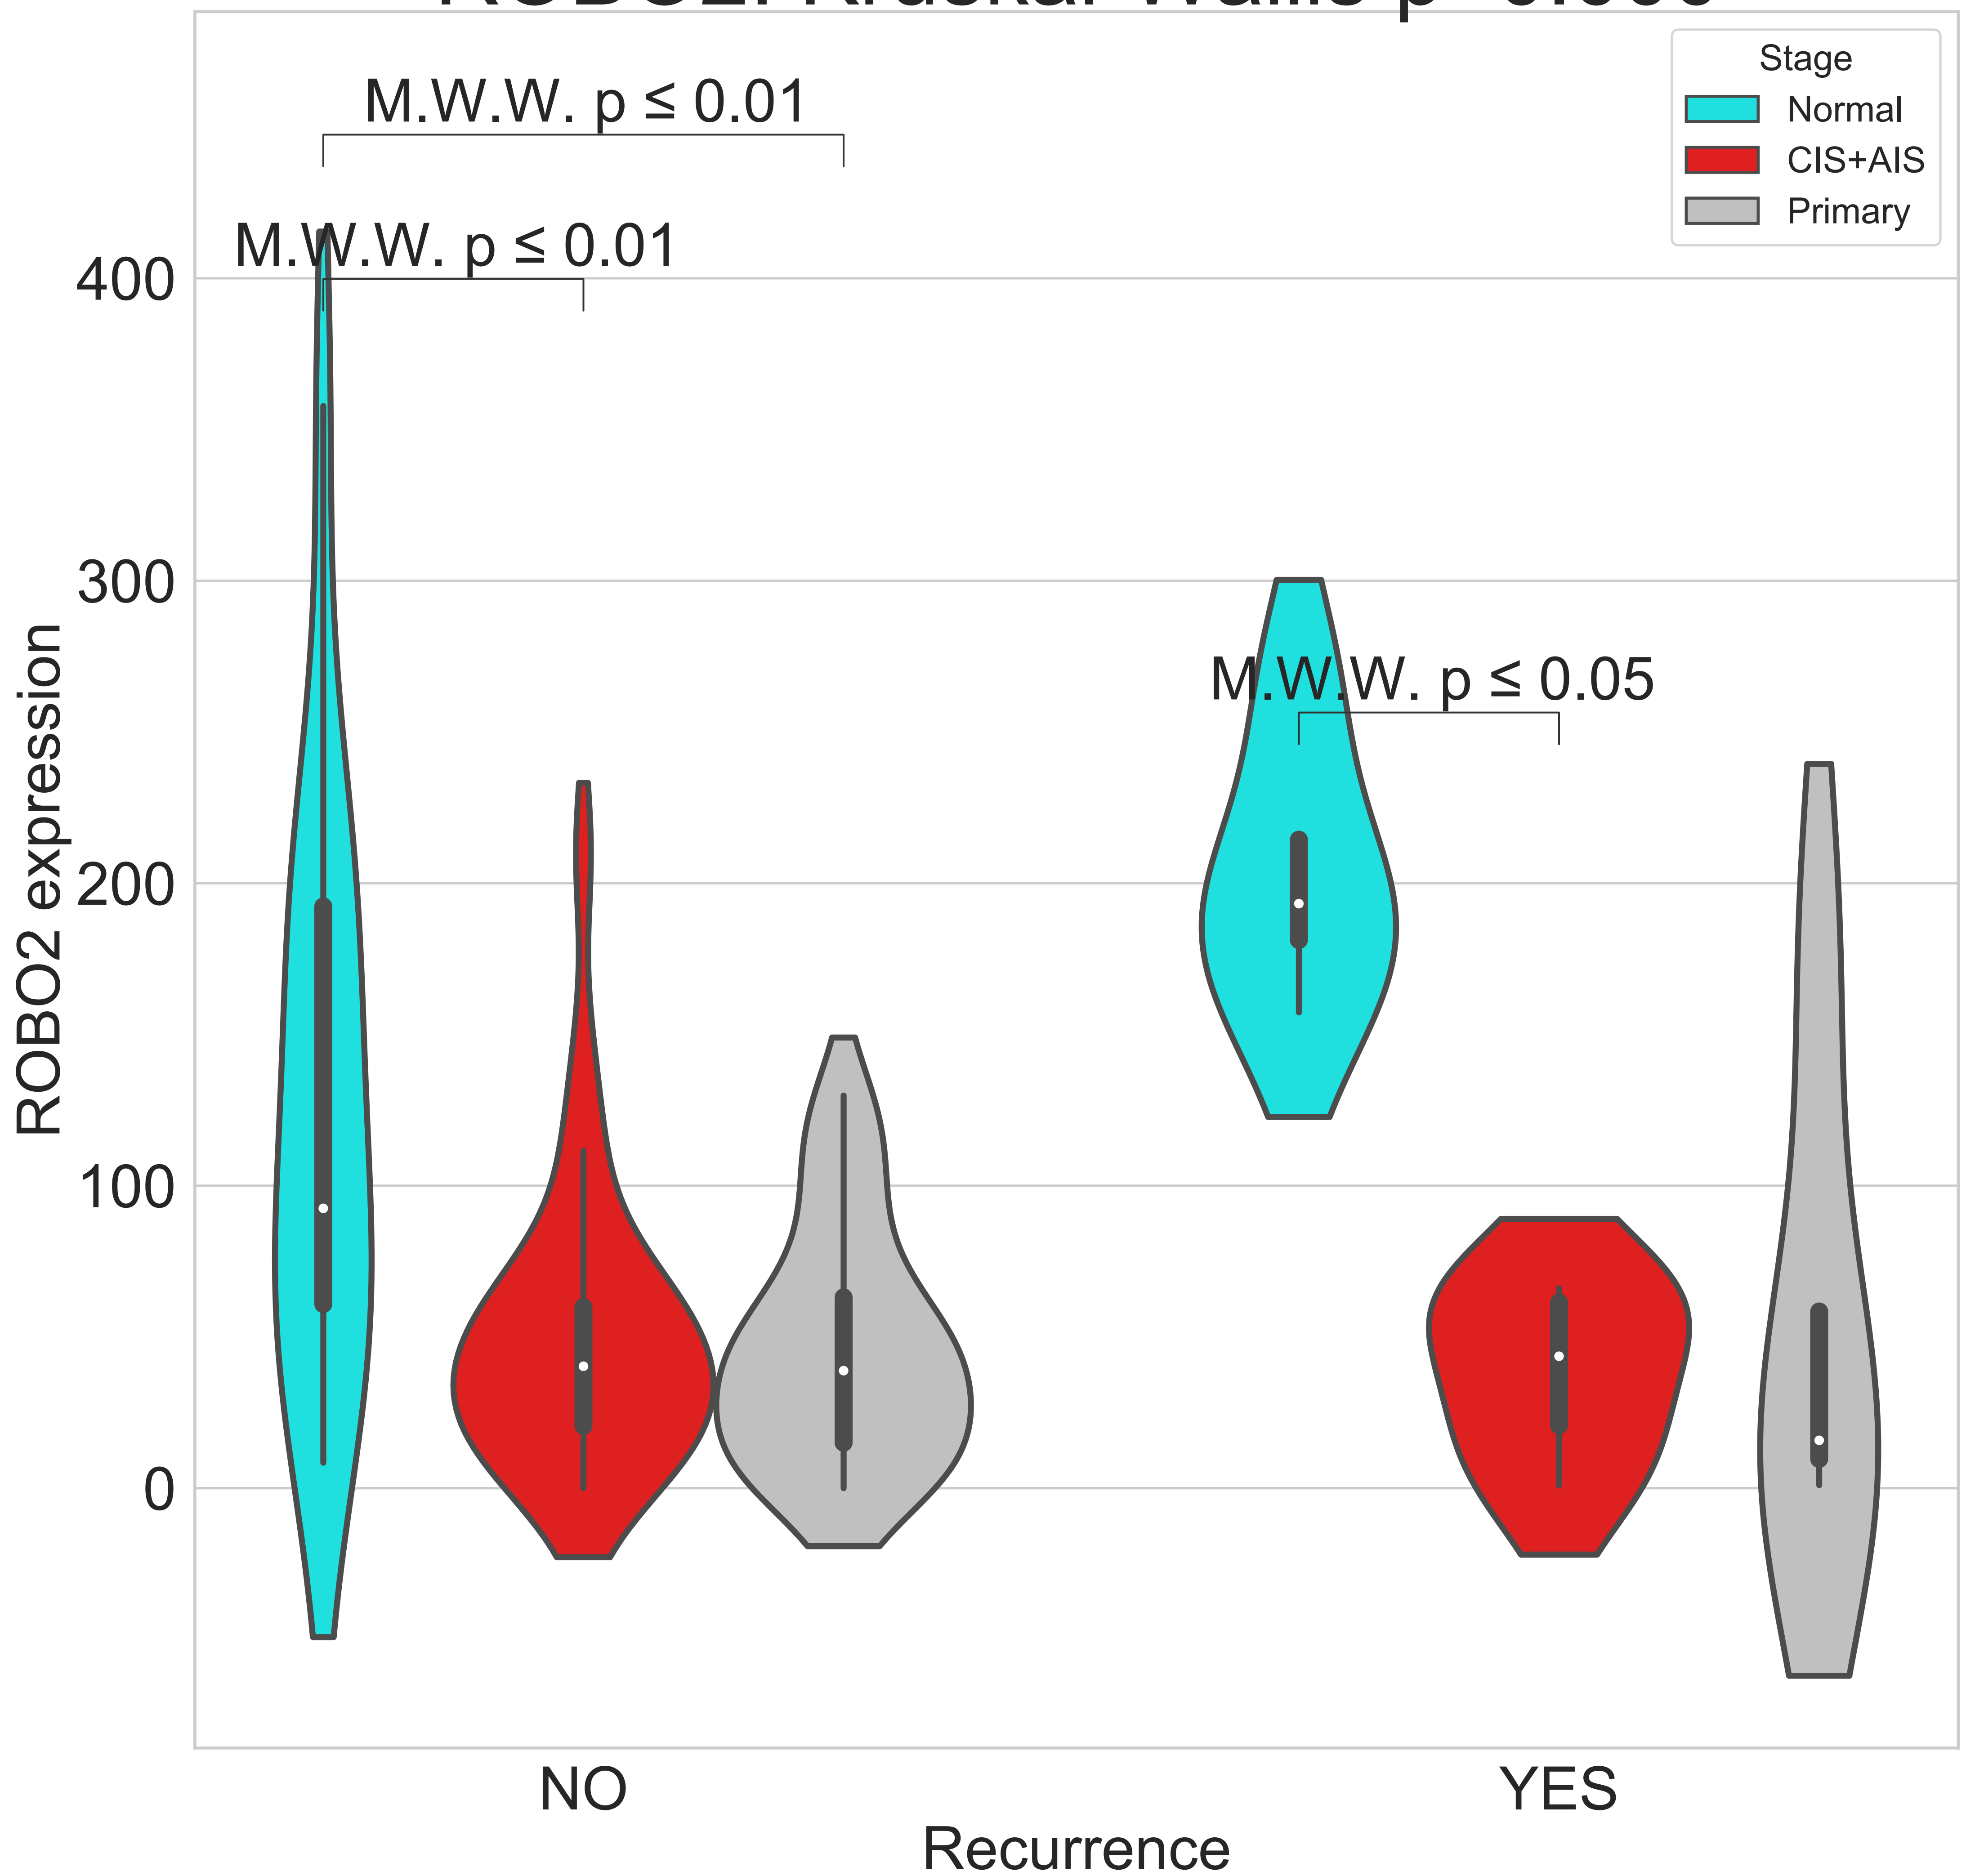 Stage
Normal
CIS+AIS
Primary
M.W.W. p ≤ 0.01
M.W.W. p ≤ 0.01
M.W.W. p ≤ 0.05
400
300
200
100
0
ROBO2 expression
NO
YES
Recurrence